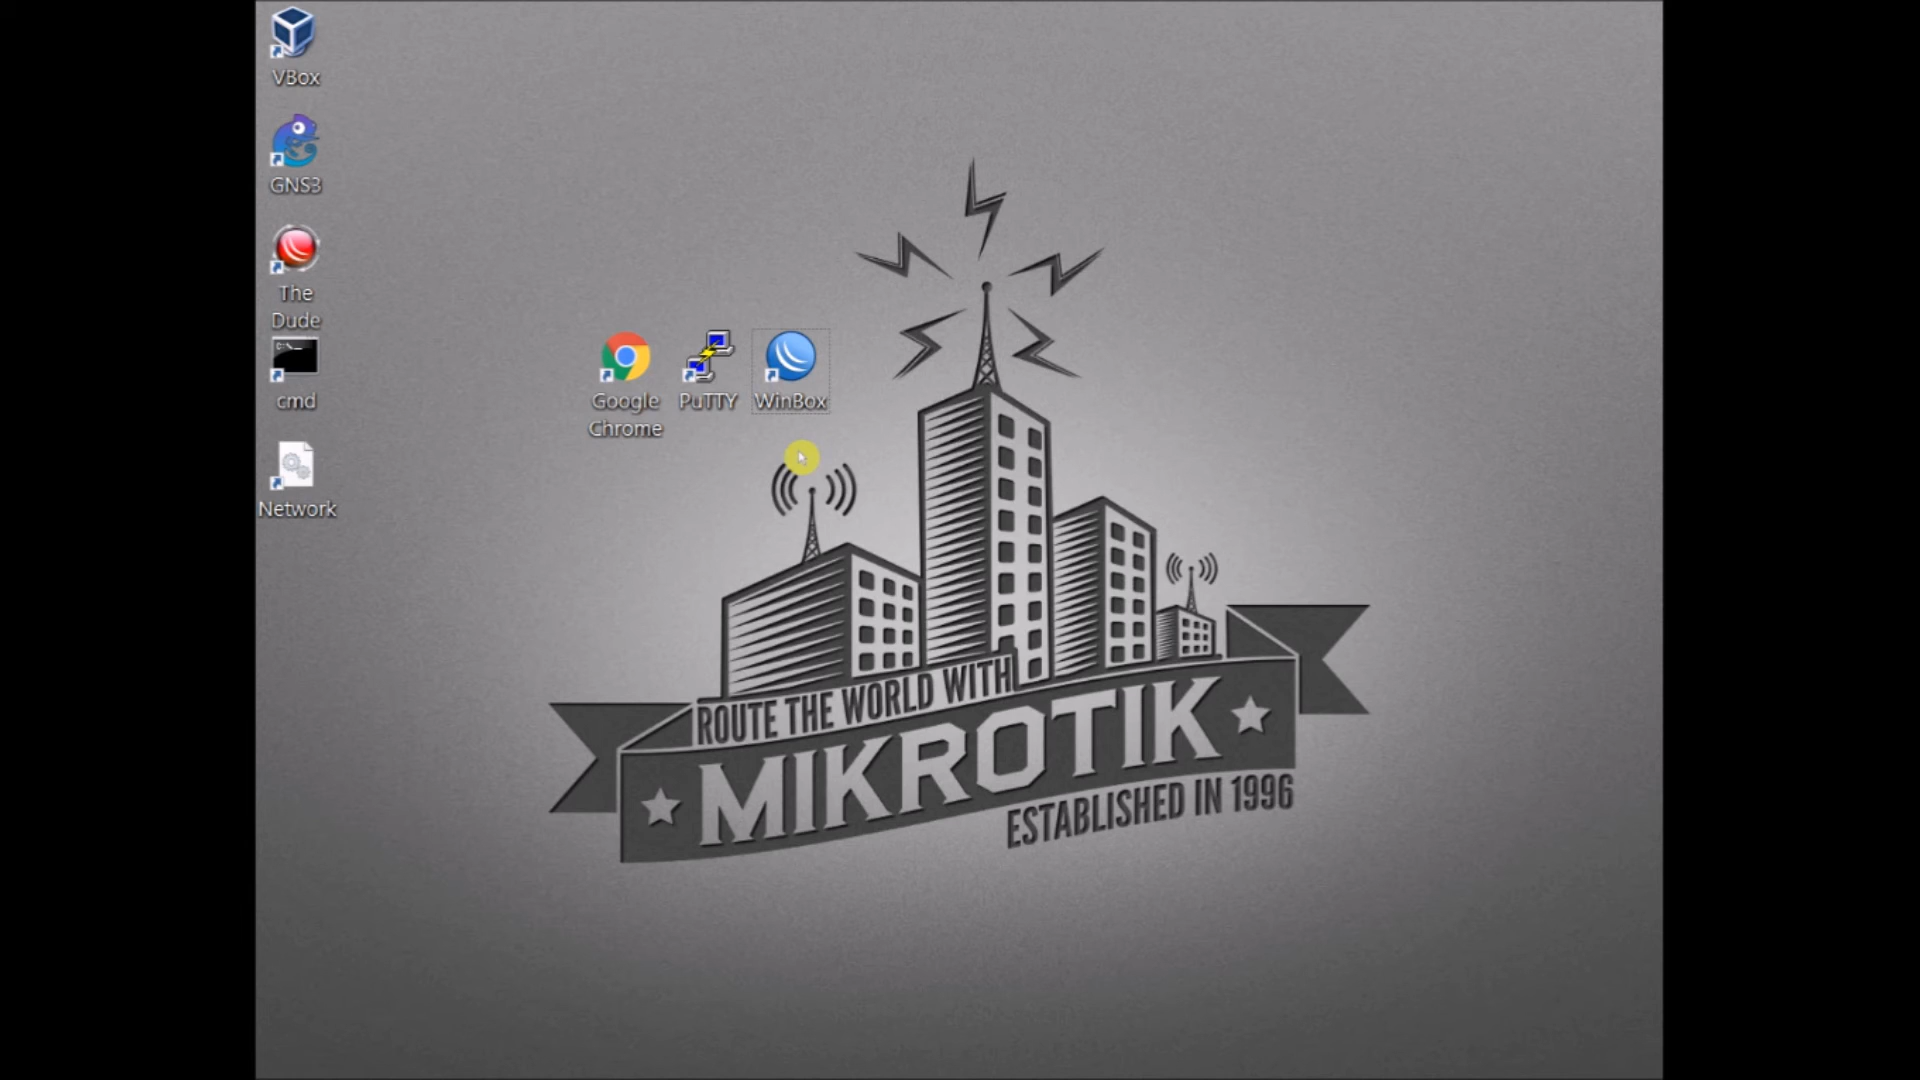 VBox
GNS3
The
Dude
cmd
Network
Google
Chrome
PuTTY
WinBox
ROUTE THE WORLD WITH
MIKROTIK
ESTABLISHED IN 1996